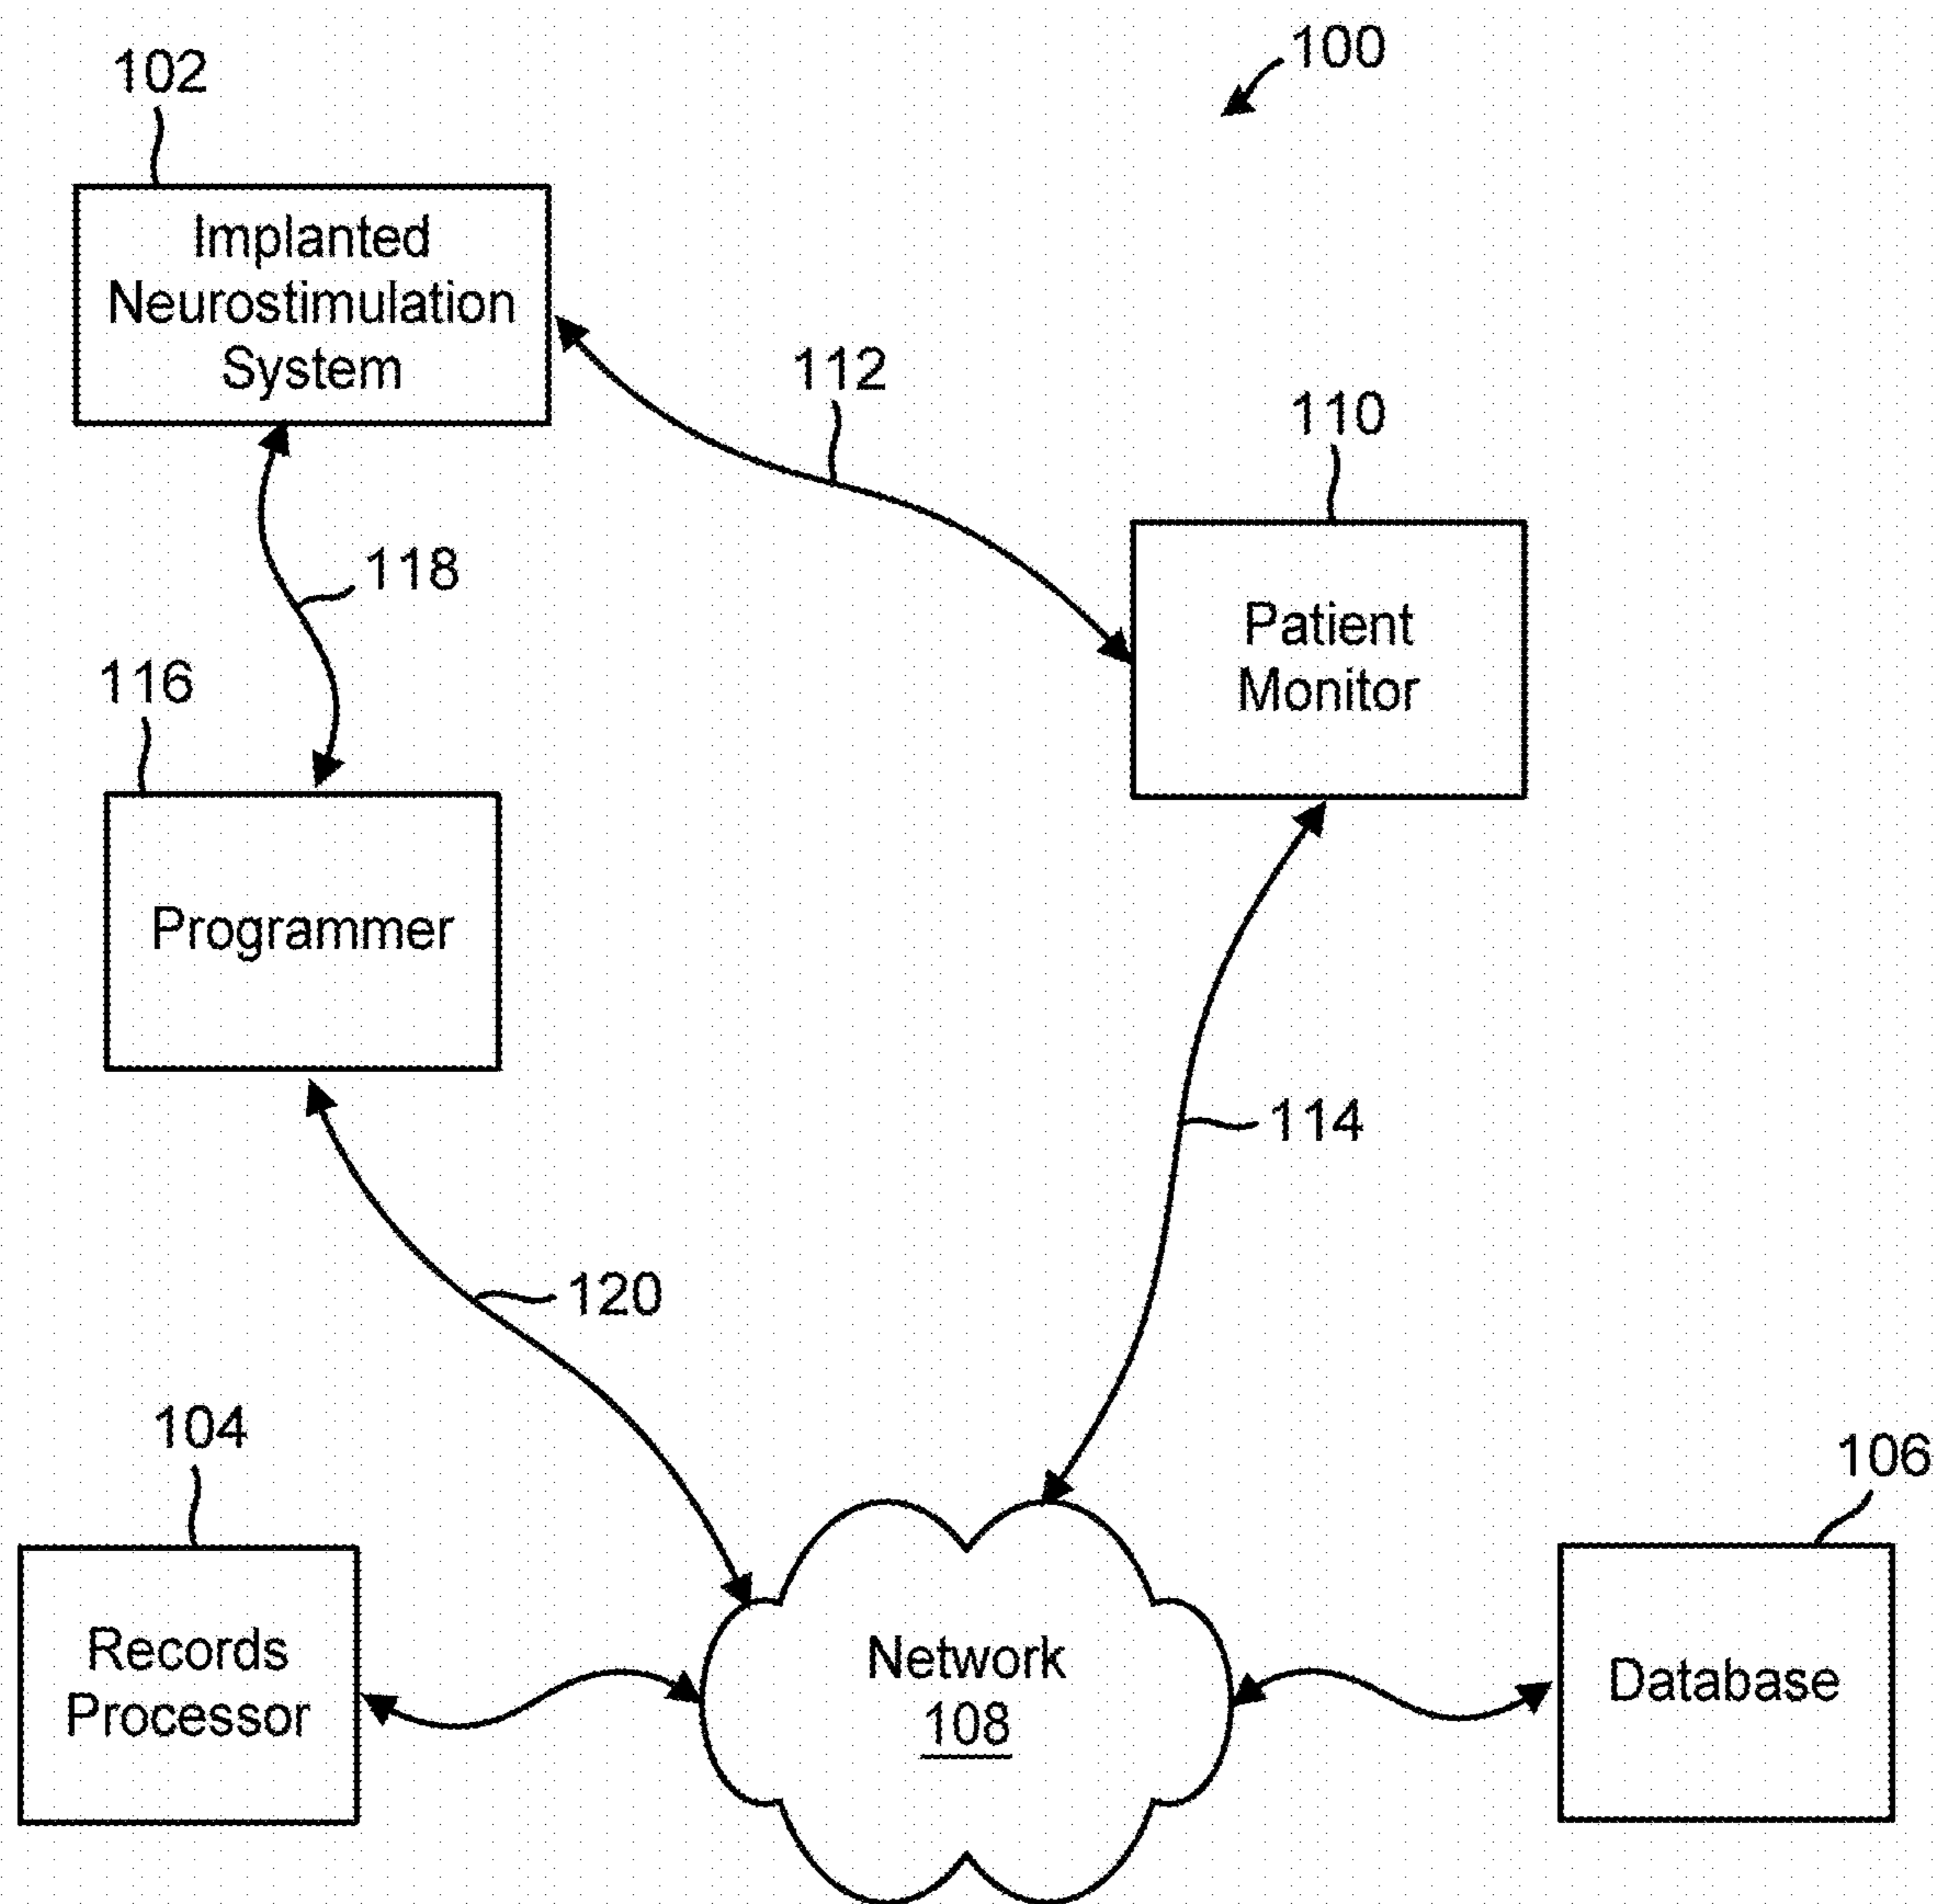 100
102
Implanted
Neurostimulation
System
112
110
118
Patient
Monitor
116
Programmer
114
120
104
106
Records
Processor
Network
108
Database